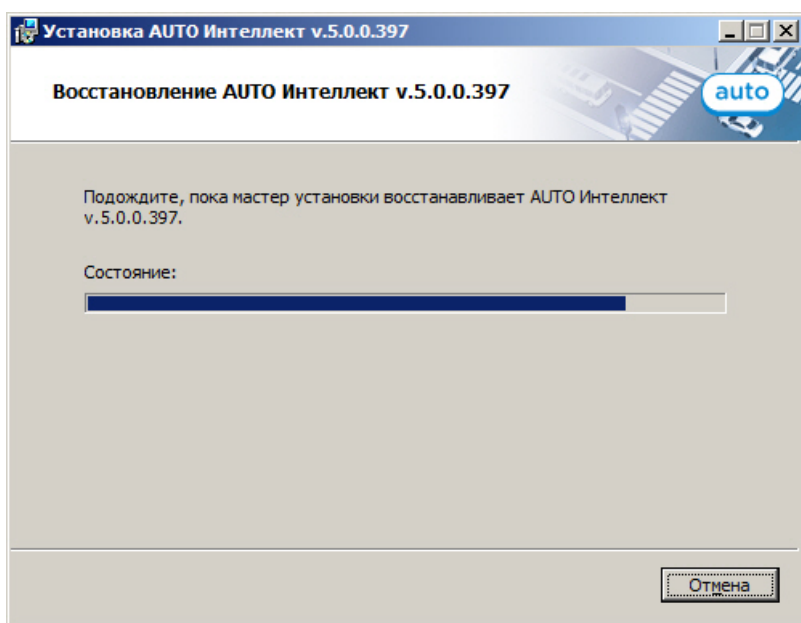 Установка AUTO Интеллект v.5.0.0.397
Восстановление AUTO Интеллект v.5.0.0.397
auto
Подождите, пока мастер установки восстанавливает AUTO Интеллект
v.5.0.0.397.
Состояние:
Отмена